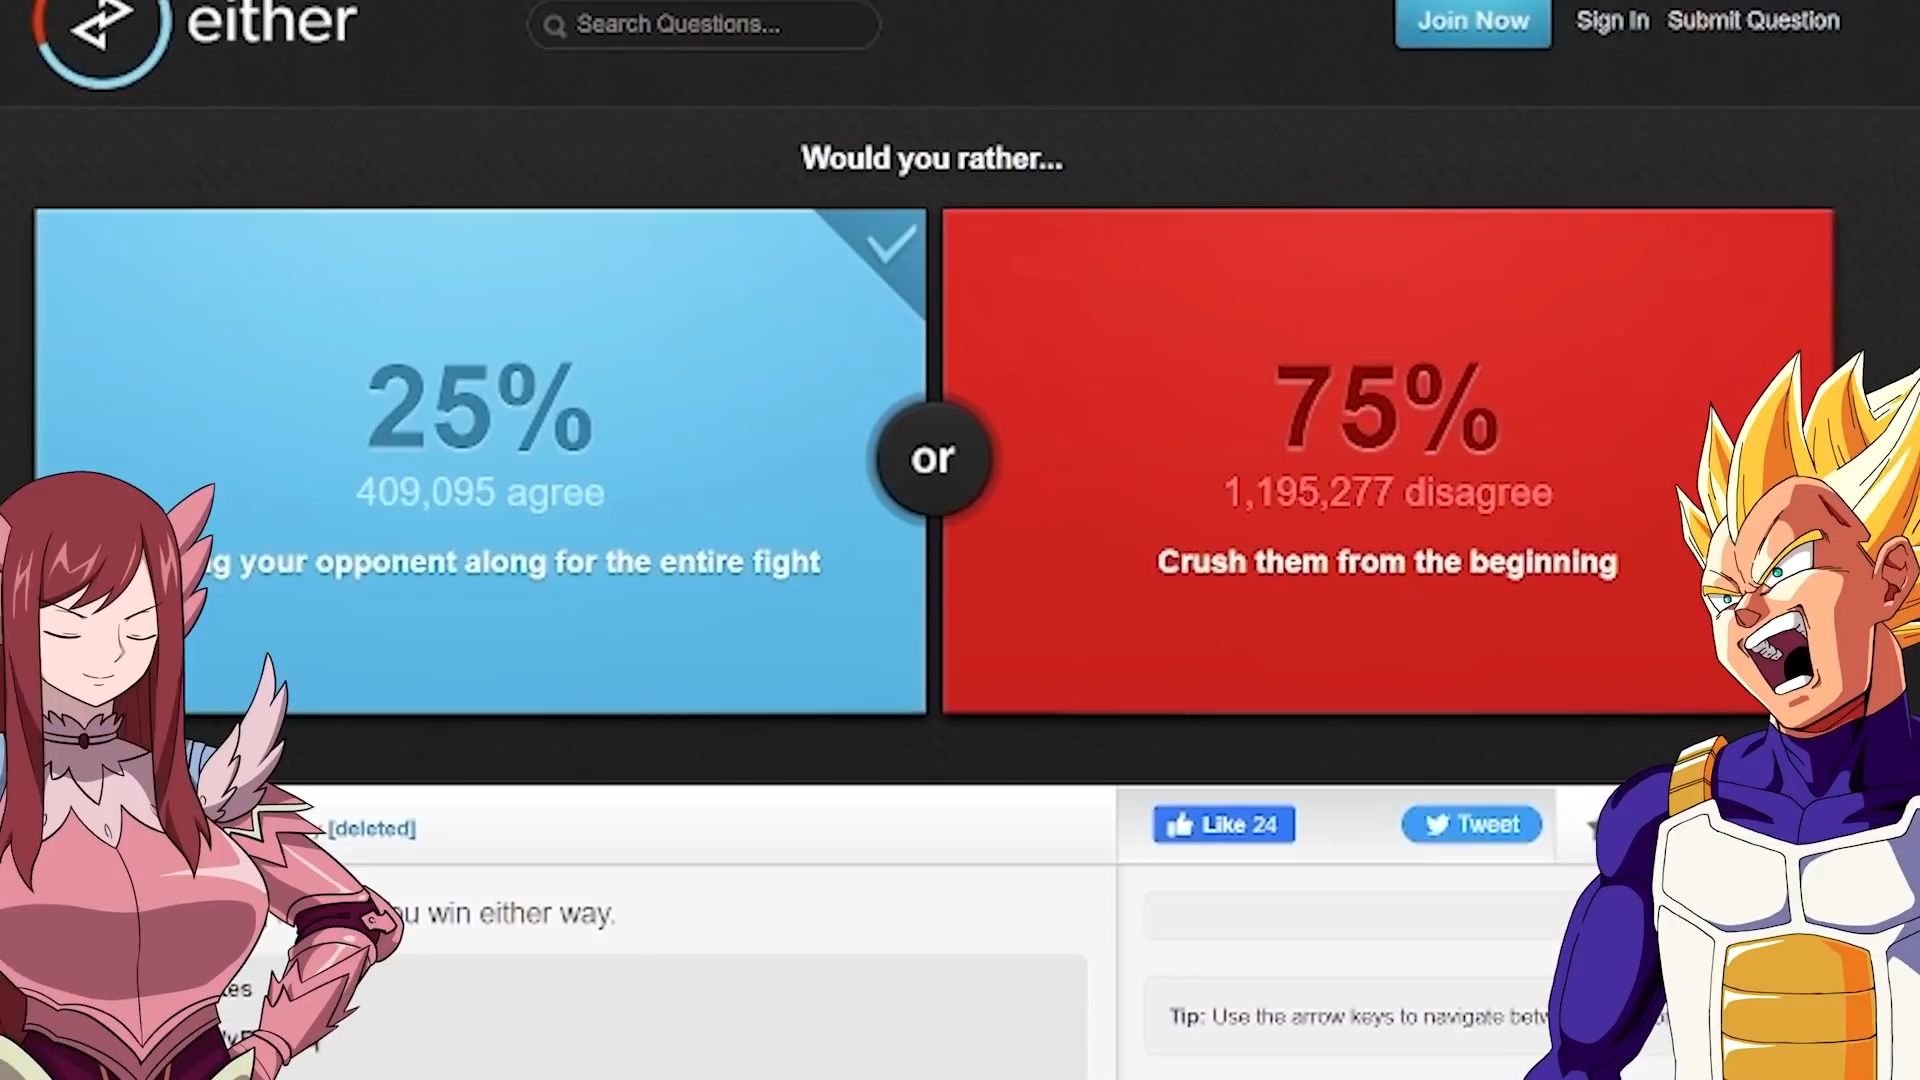 either
Search Questions...
Join Now
Sign In
Submit Question
Would you rather...
25%
409,095 agree
your opponent along for the entire fight
or
75%
1,195,277 disagree
Crush them from the beginning
[deleted]
Like 24
Tweet
win either way.
Tip: Use the arrow keys to navigate